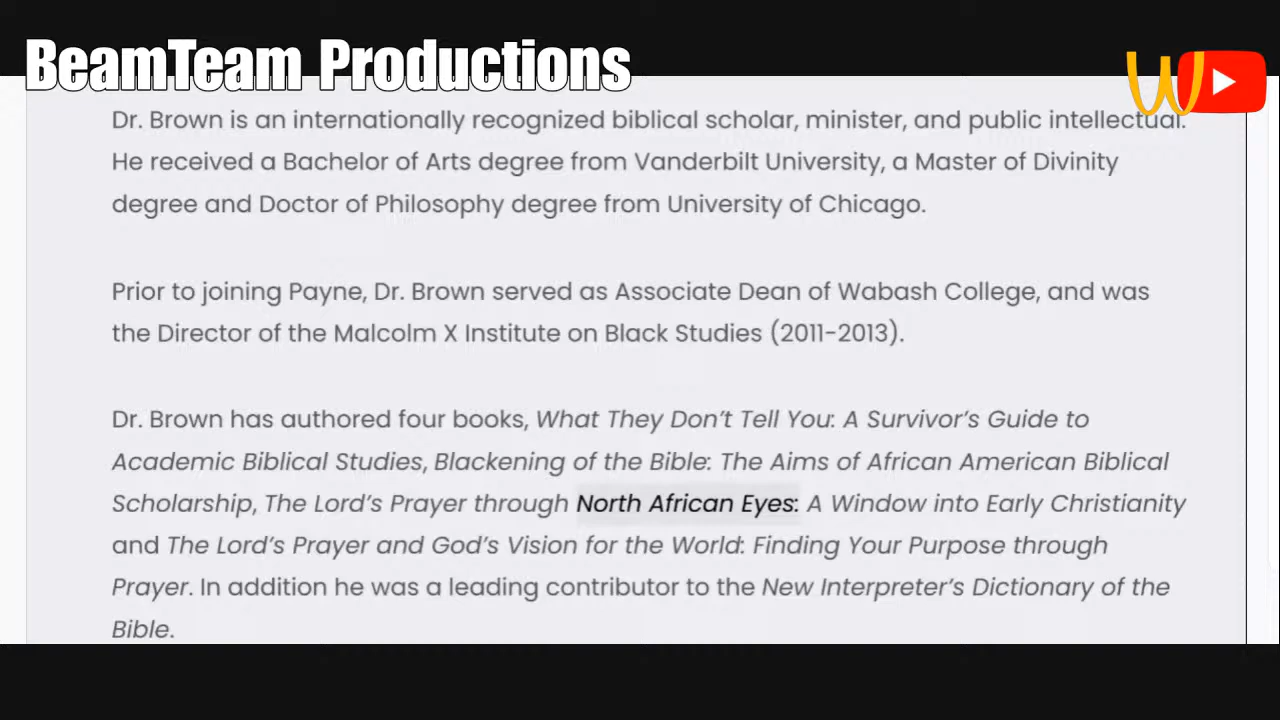 BeamTeam Productions
Dr. Brown is an internationally recognized biblical scholar, minister, and public intellectual.
He received a Bachelor of Arts degree from Vanderbilt University, a Master of Divinity
degree and Doctor of Philosophy degree from University of Chicago.
Prior to joining Payne, Dr. Brown served as Associate Dean of Wabash College, and was
the Director of the Malcolm X Institute on Black Studies (2011-2013).
Dr. Brown has authored four books, What They Don't Tell You: A Survivor's Guide to
Academic Biblical Studies, Blackening of the Bible: The Aims of African American Biblical
Scholarship, The Lord's Prayer through North African Eyes: A Window into Early Christianity
and The Lord's Prayer and God's Vision for the World: Finding Your Purpose through
Prayer. In addition he was a leading contributor to the New Interpreter's Dictionary of the
Bible.